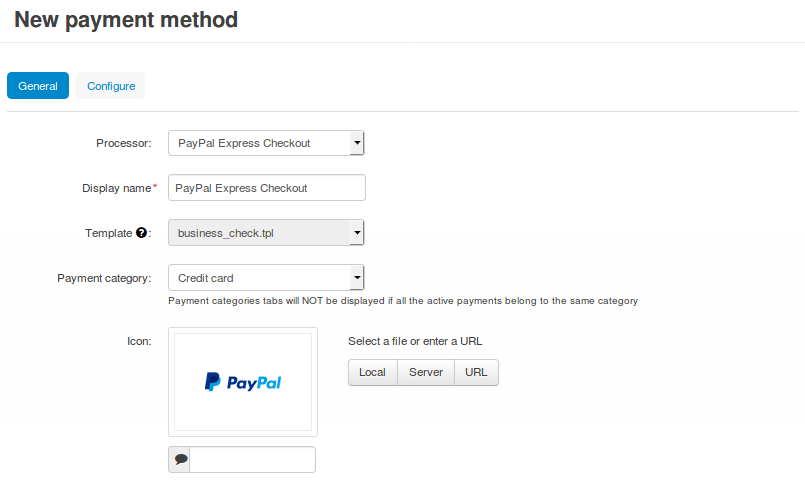 New payment method
General Configure
Processor: PayPal Express Checkout
Display name* PayPal Express Checkout
Template ?: business_check.tpl
Payment category: Credit card
Payment categories tabs will NOT be displayed if all the active payments belong to the same category
Icon: Select a file or enter a URL
PayPal Local Server URL